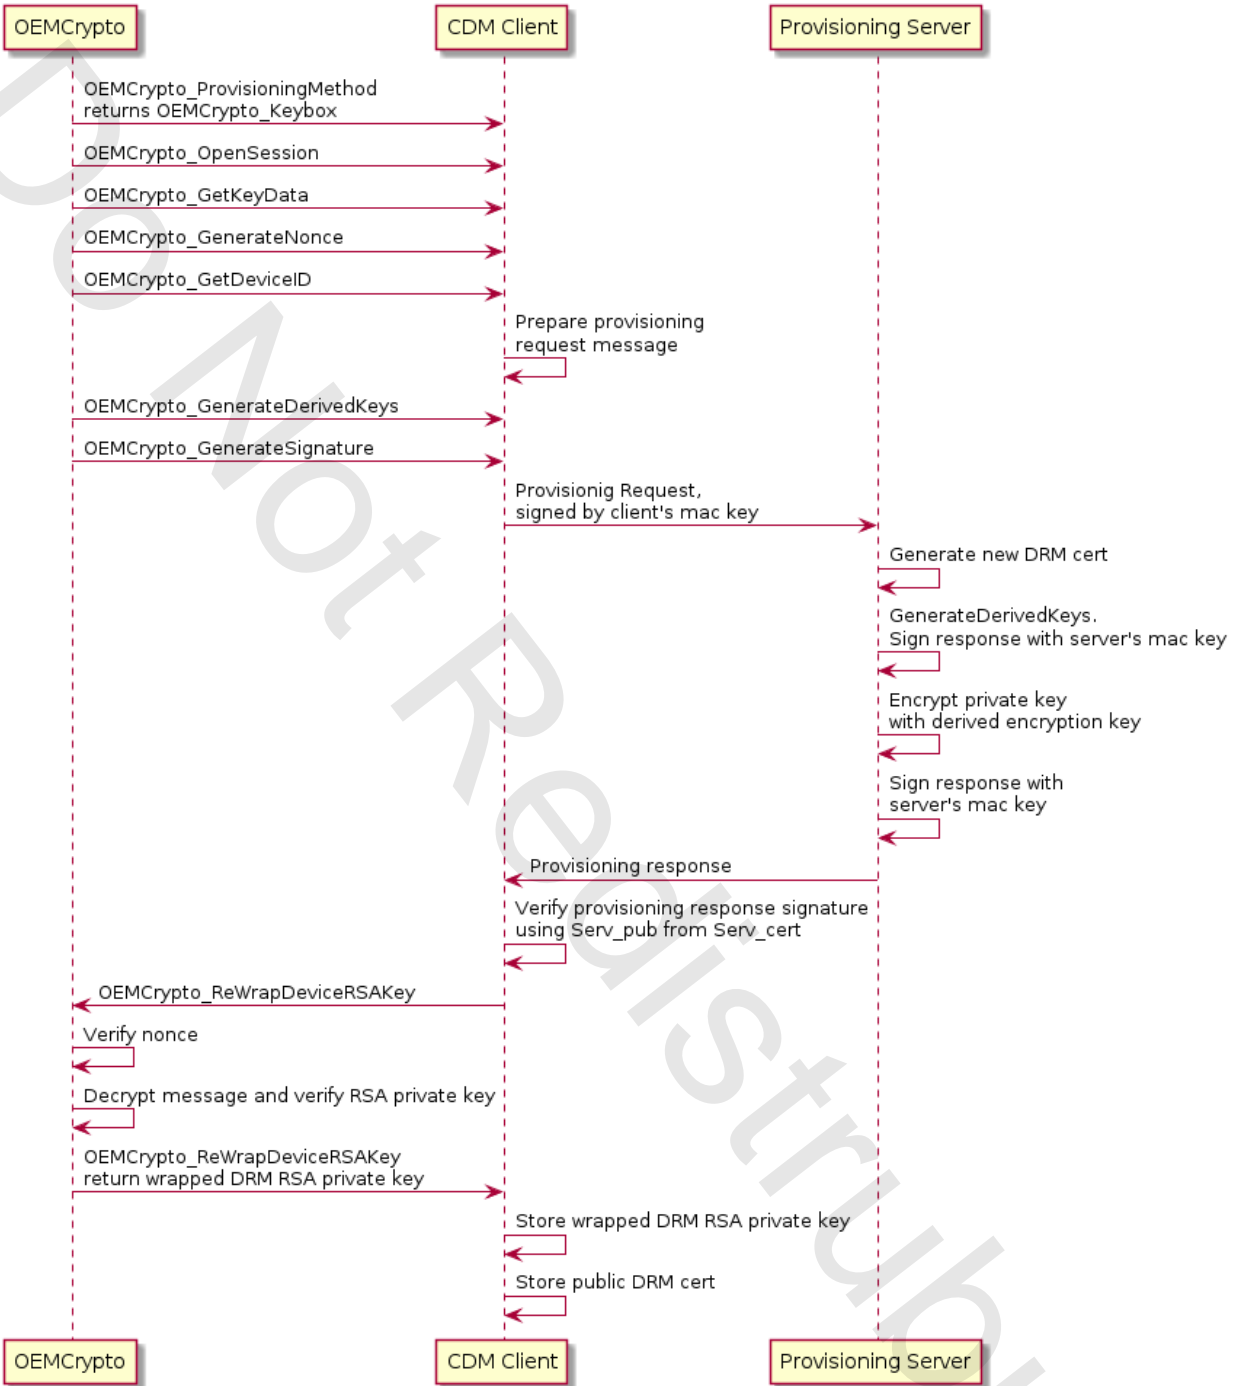 OEMCrypto
CDM Client
Provisioning Server
OEMCrypto_ProvisioningMethod
returns OEMCrypto_Keybox
OEMCrypto_OpenSession
OEMCrypto_GetKeyData
OEMCrypto_GenerateNonce
OEMCrypto_GetDeviceID
Prepare provisioning
request message
OEMCrypto_GenerateDerivedKeys
OEMCrypto_GenerateSignature
Provisionig Request,
signed by client's mac key
Generate new DRM cert
GenerateDerivedKeys.
Sign response with server's mac key
Encrypt private key
with derived encryption key
Sign response with
server's mac key
Provisioning response
Verify provisioning response signature
using Serv_pub from Serv_cert
OEMCrypto_ReWrapDeviceRSAKey
Verify nonce
Decrypt message and verify RSA private key
OEMCrypto_ReWrapDeviceRSAKey
return wrapped DRM RSA private key
Store wrapped DRM RSA private key
Store public DRM cert
OEMCrypto
CDM Client
Provisioning Server
Do Not Redistribu